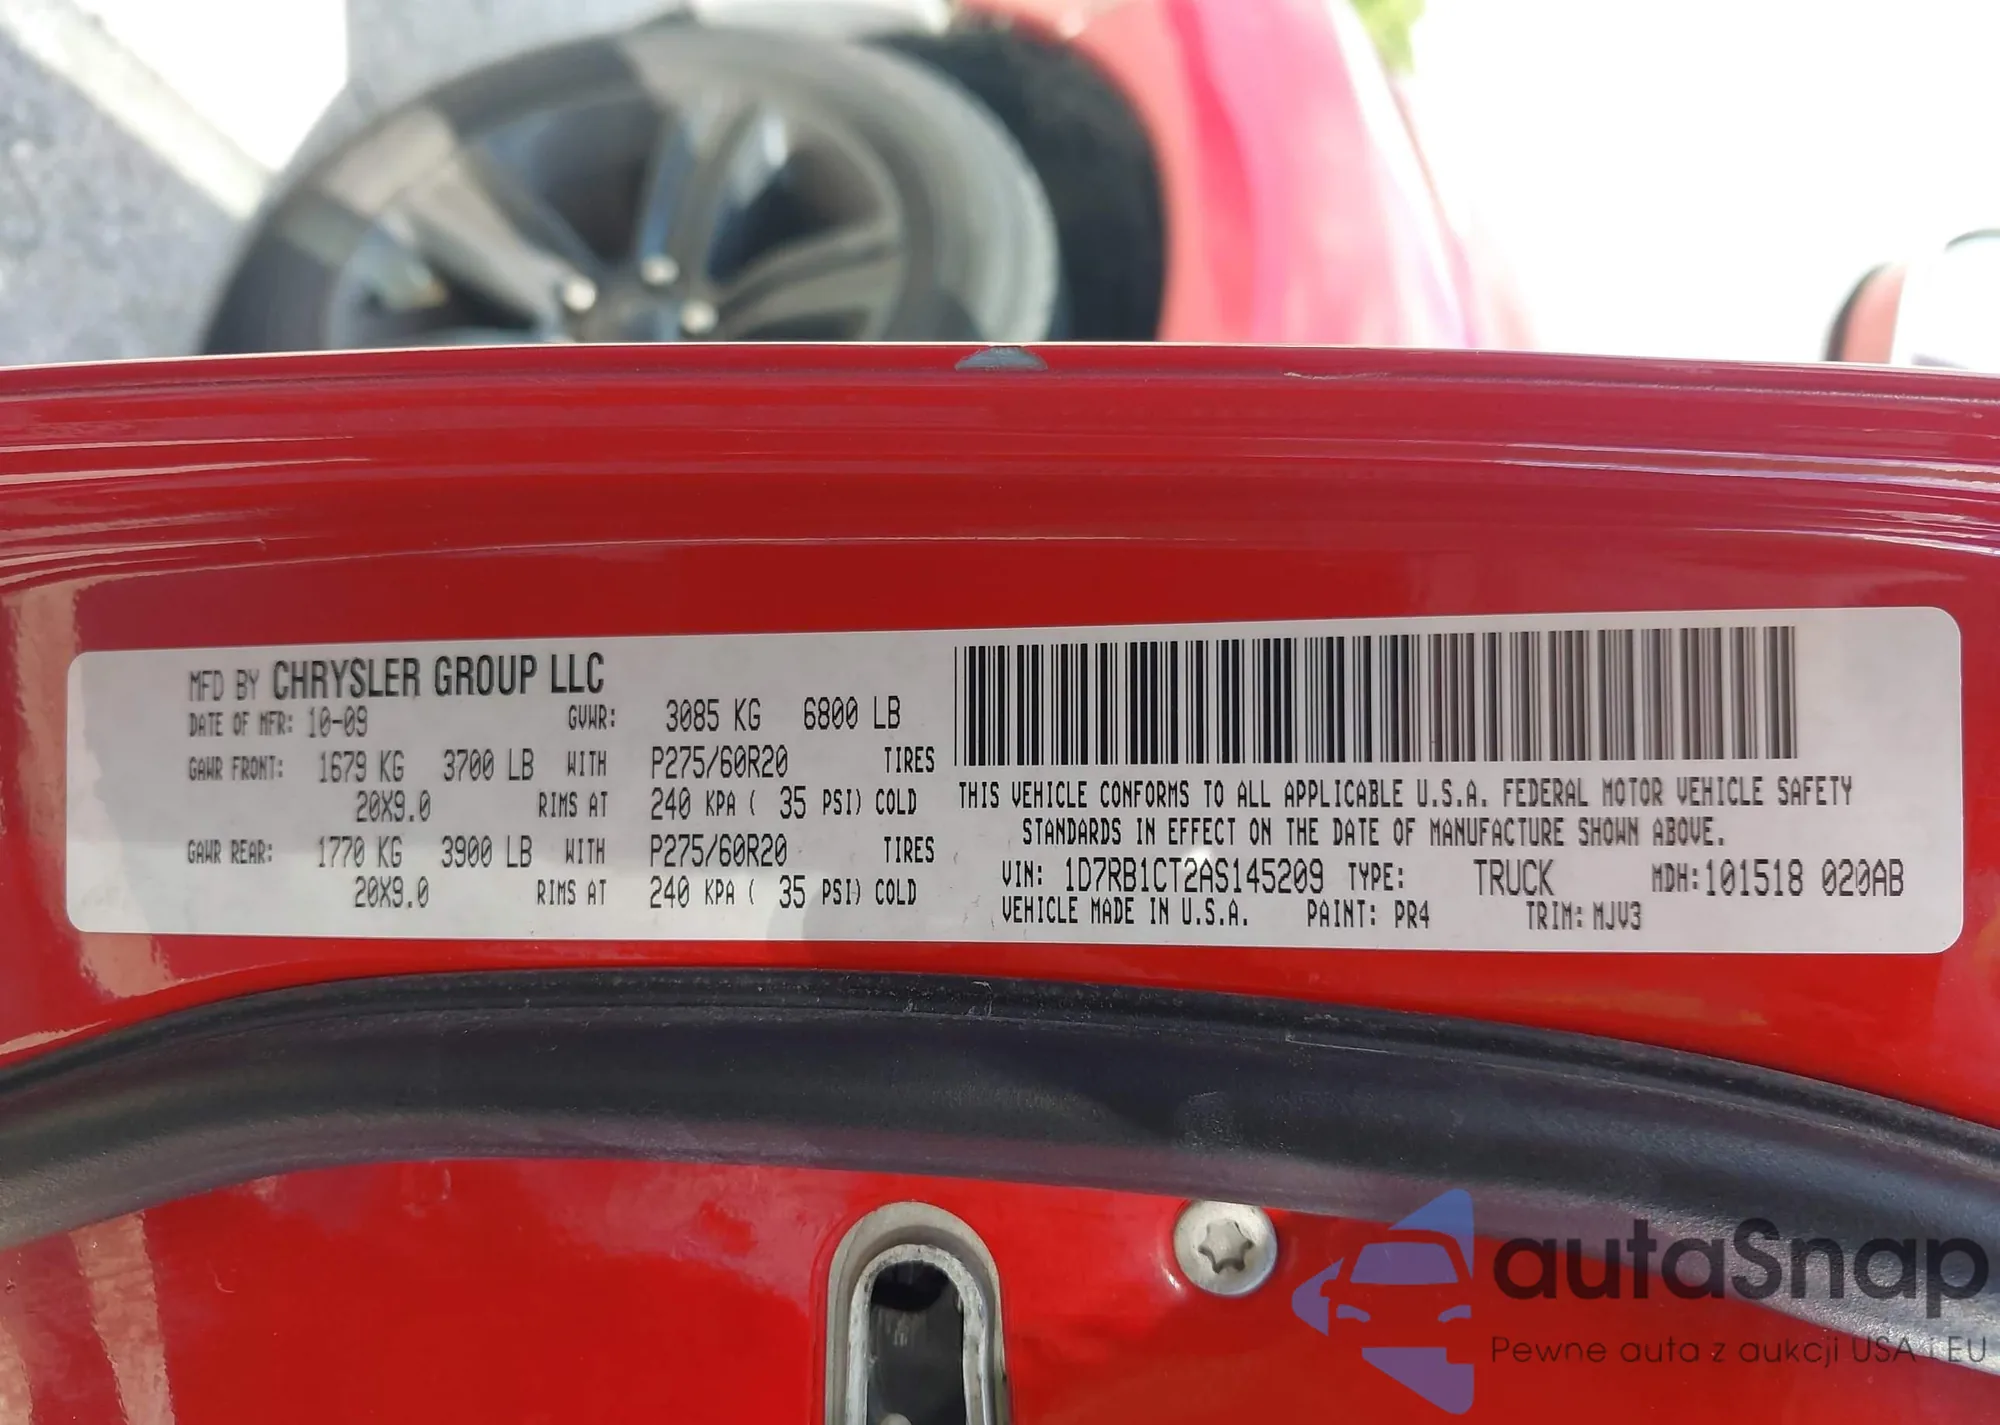 MFD BY CHRYSLER GROUP LLC
DATE OF MFR: 10-09 GVWR: 3085 KG 6800 LB
GAWR FRONT: 1679 KG 3700 LB WITH P275/60R20 TIRES
20X9.0 RIMS AT 240 KPA ( 35 PSI) COLD
GAWR REAR: 1770 KG 3900 LB WITH P275/60R20 TIRES
20X9.0 RIMS AT 240 KPA ( 35 PSI) COLD
THIS VEHICLE CONFORMS TO ALL APPLICABLE U.S.A. FEDERAL MOTOR VEHICLE SAFETY
STANDARDS IN EFFECT ON THE DATE OF MANUFACTURE SHOWN ABOVE.
VIN: 1D7RB1CT2AS145209 TYPE: TRUCK MDH:101518 020AB
VEHICLE MADE IN U.S.A. PAINT: PR4 TRIM: MJV3
autaSnap
Pewne auta z aukcji USA i EU